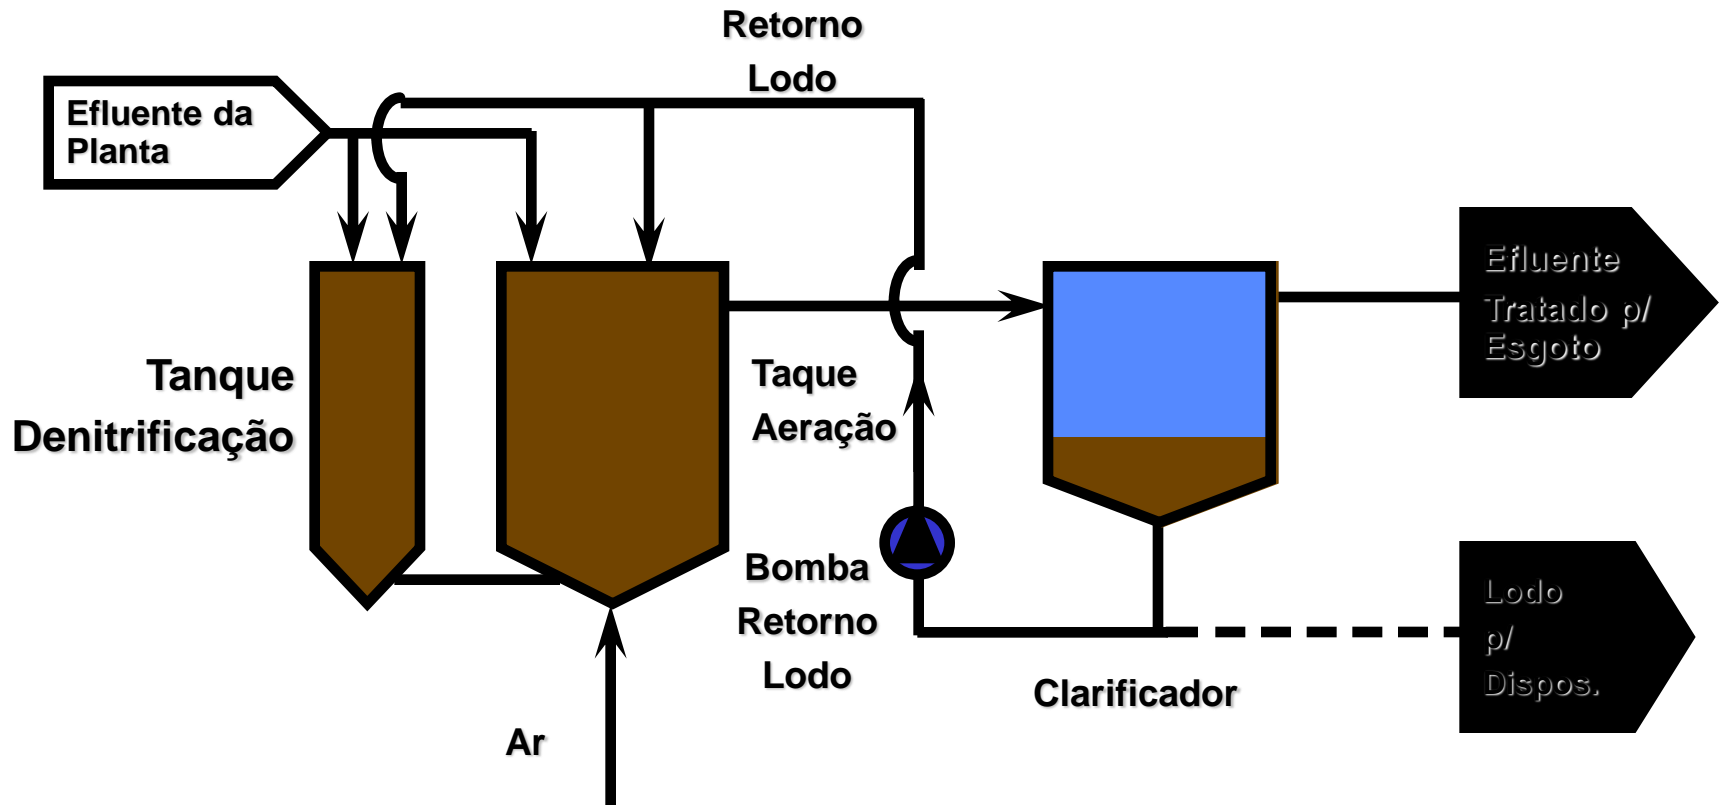 Retorno
Lodo
Efluente da
Planta
Efluente
Tratado p/
Esgoto
Tanque
Denitrificação
Taque
Aeração
Bomba
Retorno
Lodo
Lodo
p/
Dispos.
Clarificador
Ar